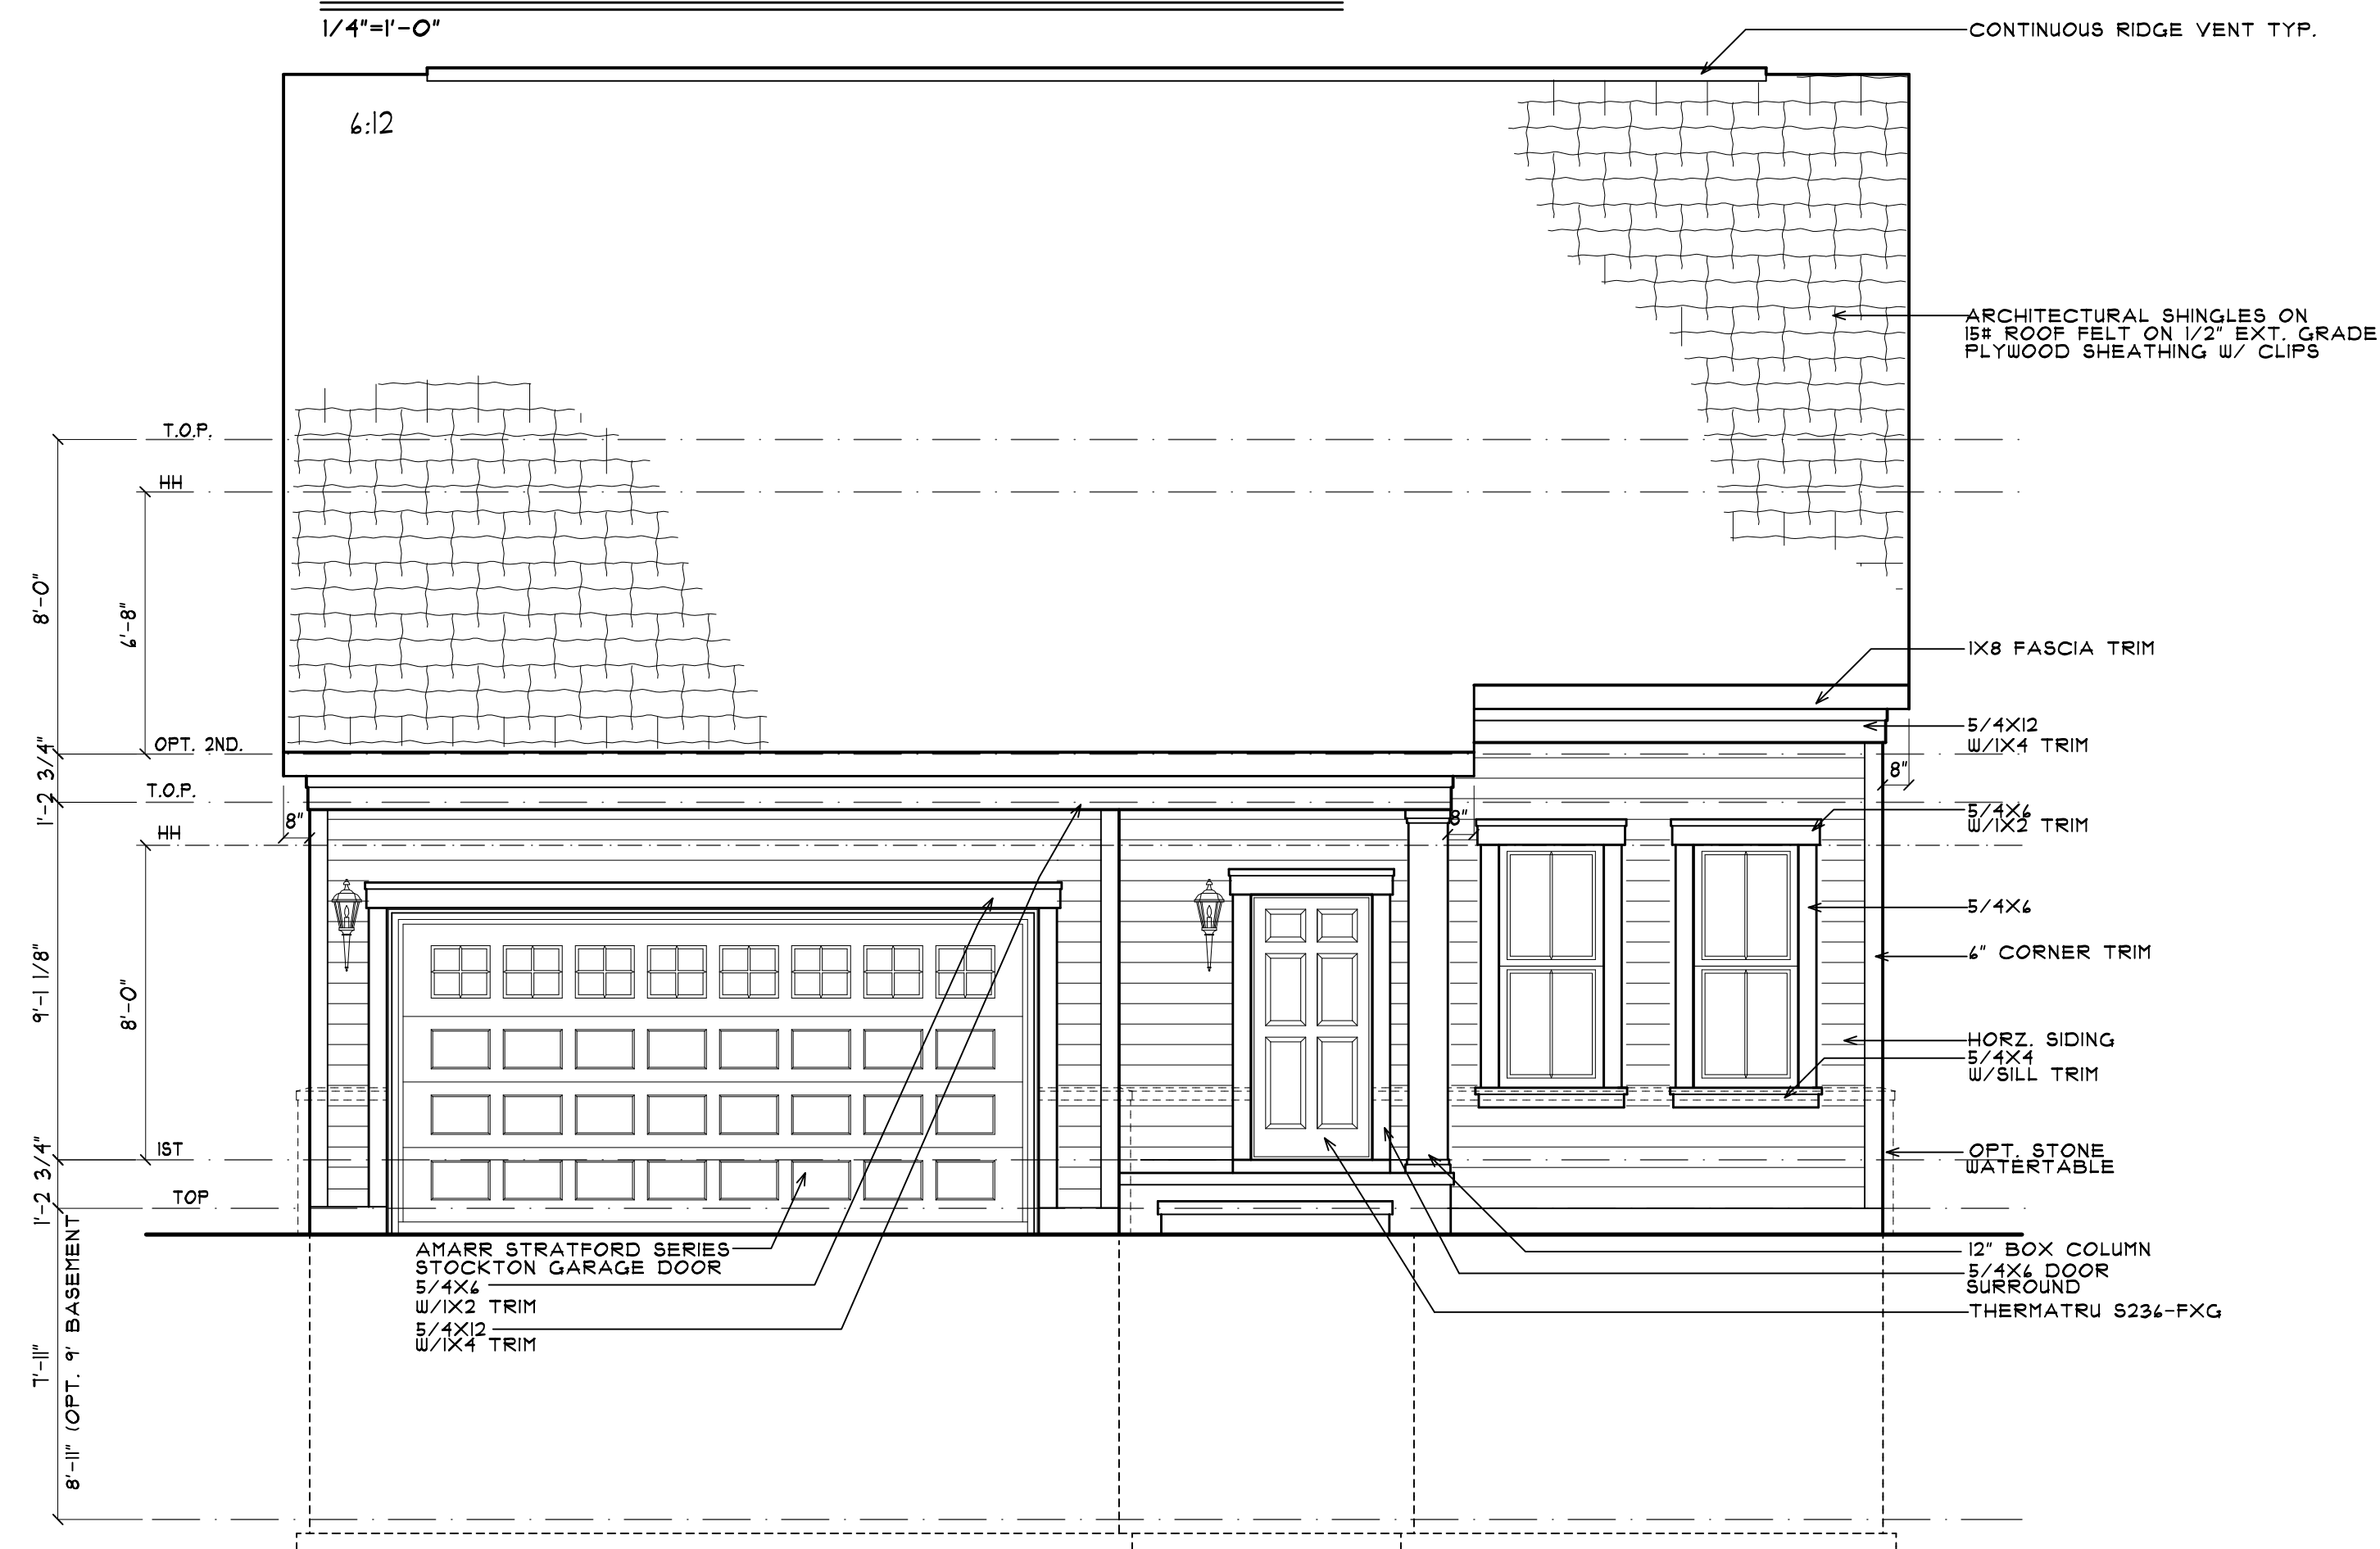 1/4"=1'-0"
CONTINUOUS RIDGE VENT TYP.
6:12
ARCHITECTURAL SHINGLES ON
15# ROOF FELT ON 1/2" EXT. GRADE
PLYWOOD SHEATHING W/ CLIPS
T.O.P.
HH
8'-0"
6'-8"
1X8 FASCIA TRIM
5/4X12
W/1X4 TRIM
OPT. 2ND.
1'-2 3/4"
T.O.P.
8"
8"
8"
5/4X6
W/1X2 TRIM
HH
5/4X6
6" CORNER TRIM
9'-1 1/8"
8'-0"
HORZ. SIDING
5/4X4
W/SILL TRIM
1ST
OPT. STONE
WATERTABLE
1'-2 3/4"
TOP
AMARR STRATFORD SERIES
STOCKTON GARAGE DOOR
5/4X6
W/1X2 TRIM
5/4X12
W/1X4 TRIM
12" BOX COLUMN
5/4X6 DOOR
SURROUND
THERMATRU S236-FXG
7'-11"
8'-11" (OPT. 9' BASEMENT